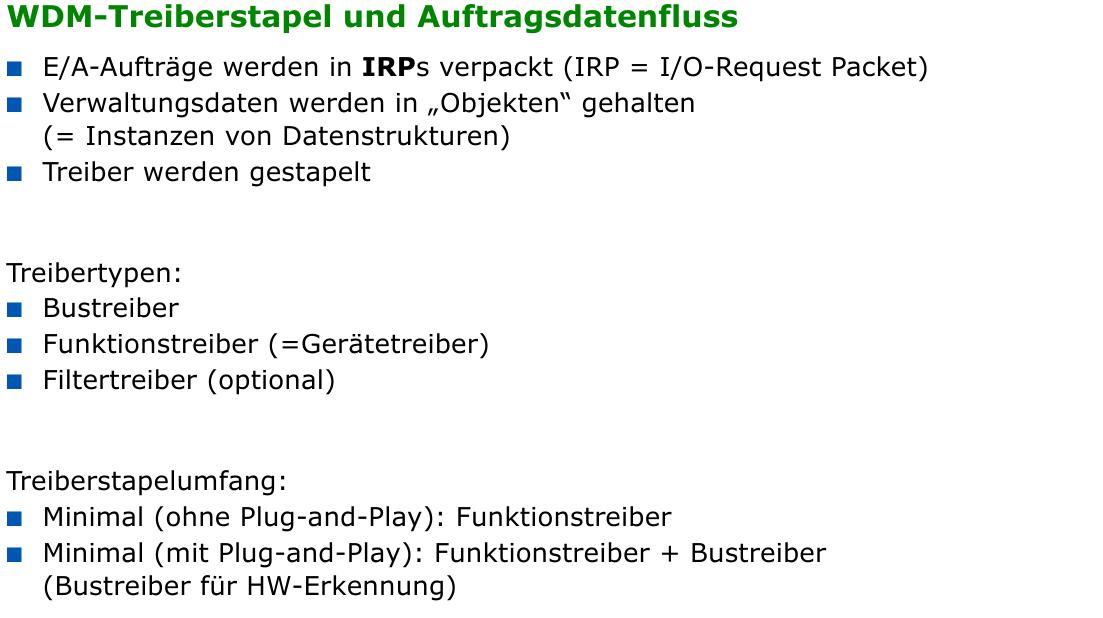 WDM-Treiberstapel und Auftragsdatenfluss
E/A-Aufträge werden in IRPs verpackt (IRP = I/O-Request Packet)
Verwaltungsdaten werden in „Objekten‟ gehalten
(= Instanzen von Datenstrukturen)
Treiber werden gestapelt
Treibertypen:
Bustreiber
Funktionstreiber (=Gerätetreiber)
Filtertreiber (optional)
Treiberstapelumfang:
Minimal (ohne Plug-and-Play): Funktionstreiber
Minimal (mit Plug-and-Play): Funktionstreiber + Bustreiber
(Bustreiber für HW-Erkennung)